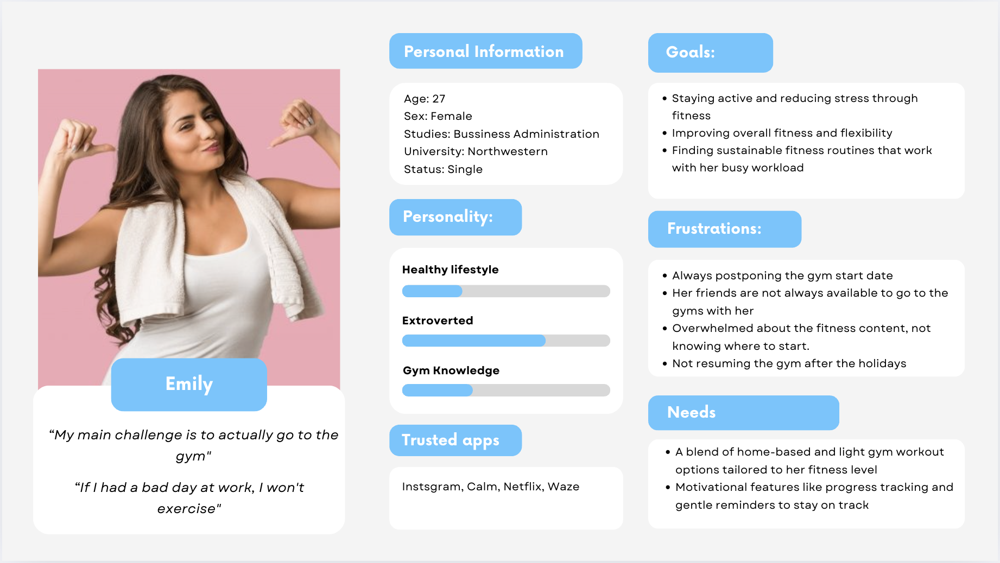 Emily
“My main challenge is to actually go to the
gym"
“If I had a bad day at work, I won't
exercise"
Personal Information
Age: 27
Sex: Female
Studies: Bussiness Administration
University: Northwestern
Status: Single
Personality:
Healthy lifestyle
Extroverted
Gym Knowledge
Trusted apps
Instsgram, Calm, Netflix, Waze
Goals:
• Staying active and reducing stress through
fitness
• Improving overall fitness and flexibility
• Finding sustainable fitness routines that work
with her busy workload
Frustrations:
• Always postponing the gym start date
• Her friends are not always available to go to the
gyms with her
• Overwhelmed about the fitness content, not
knowing where to start.
• Not resuming the gym after the holidays
Needs
• A blend of home-based and light gym workout
options tailored to her fitness level
• Motivational features like progress tracking and
gentle reminders to stay on track